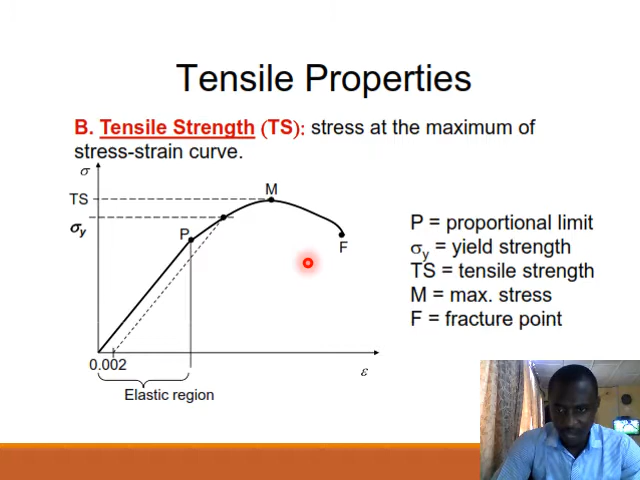 Tensile Properties
B. Tensile Strength (TS): stress at the maximum of
stress-strain curve.
σ
TS
M
σy
P
F
0.002
ε
Elastic region
P = proportional limit
σy = yield strength
TS = tensile strength
M = max. stress
F = fracture point